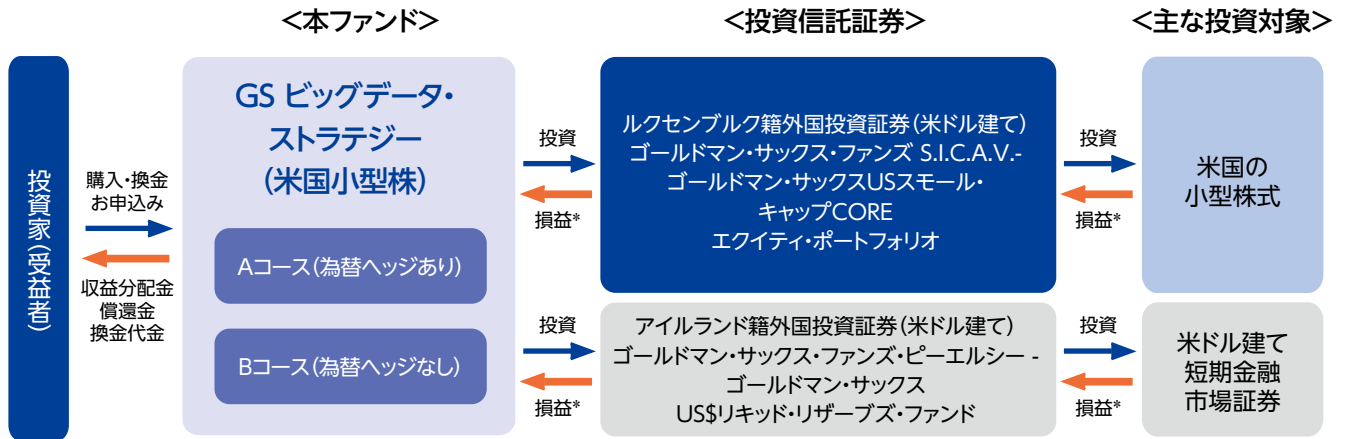 <本ファンド>
<投資信託証券>
<主な投資対象>
投資家(受益者)
購入・換金
お申込み
収益分配金
償還金
換金代金
GS ビッグデータ・
ストラテジー
(米国小型株)
Aコース(為替ヘッジあり)
Bコース(為替ヘッジなし)
投資
損益*
投資
損益*
ルクセンブルク籍外国投資証券(米ドル建て)
ゴールドマン・サックス・ファンズ S.I.C.A.V.-
ゴールドマン・サックスUSスモール・
キャップCORE
エクイティ・ポートフォリオ
アイルランド籍外国投資証券(米ドル建て)
ゴールドマン・サックス・ファンズ・ピーエルシー -
ゴールドマン・サックス
US$リキッド・リザーブズ・ファンド
投資
損益*
投資
損益*
米国の
小型株式
米ドル建て
短期金融
市場証券